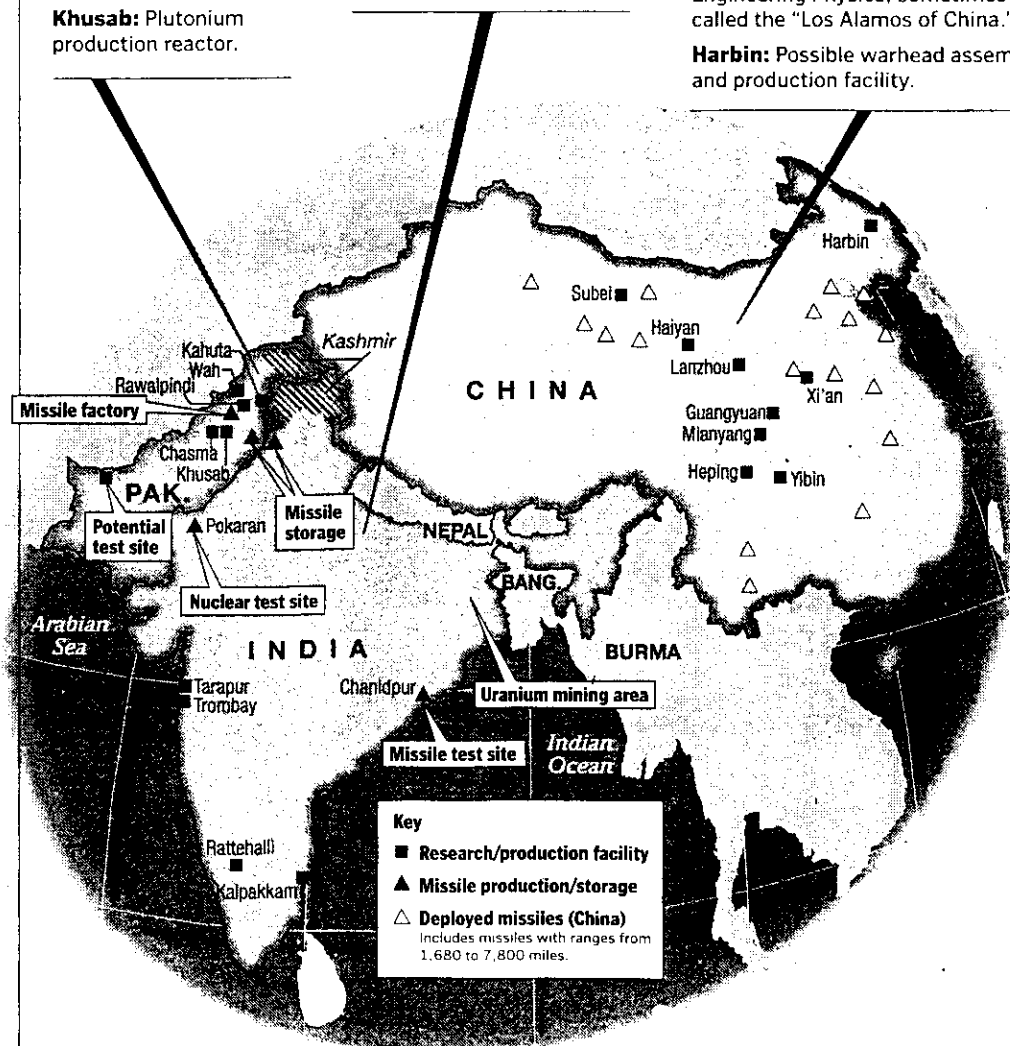 Khusab: Plutonium
production reactor.
Engineering Physics, sometimes
called the “Los Alamos of China.”
Harbin: Possible warhead assem
and production facility.
Harbin
Subei
Haiyan
Lanzhou
Xi'an
Guangyuan
Mianyang
Heping
Yibin
CHINA
Kashmir
Kahuta
Wah
Rawalpindi
Missile factory
Chasma
Khusab
PAK.
Missile
storage
Potential
test site
Pokaran
Nuclear test site
NEPAL
BANG.
Arabian
Sea
INDIA
BURMA
Tarapur
Trombay
Chanidpur
Uranium mining area
Missile test site
Indian
Ocean
Rattehalli
Kalpakkam
Key
■ Research/production facility
▲ Missile production/storage
△ Deployed missiles (China)
Includes missiles with ranges from
1,680 to 7,800 miles.